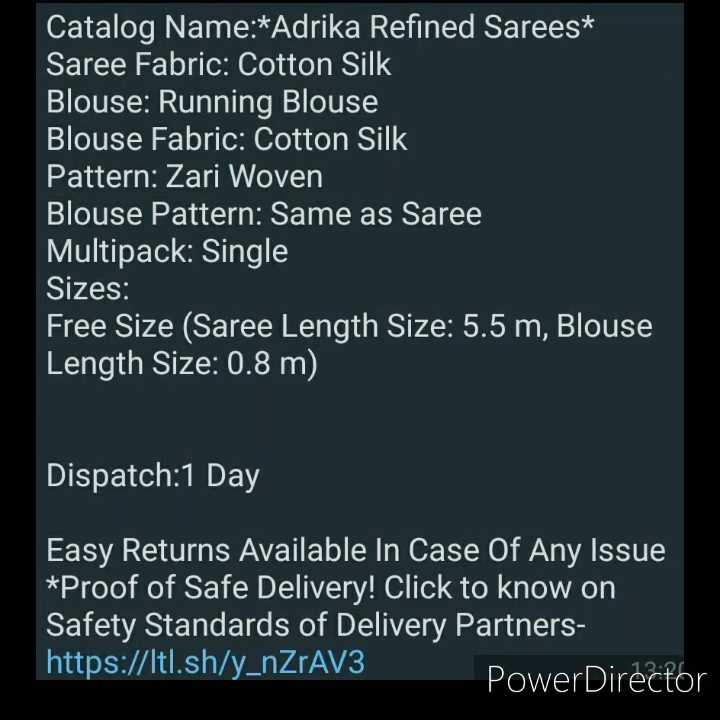 Catalog Name:*Adrika Refined Sarees*
Saree Fabric: Cotton Silk
Blouse: Running Blouse
Blouse Fabric: Cotton Silk
Pattern: Zari Woven
Blouse Pattern: Same as Saree
Multipack: Single
Sizes:
Free Size (Saree Length Size: 5.5 m, Blouse
Length Size: 0.8 m)
Dispatch:1 Day
Easy Returns Available In Case Of Any Issue
*Proof of Safe Delivery! Click to know on
Safety Standards of Delivery Partners-
https://ltl.sh/y_nZrAV3
PowerDirector